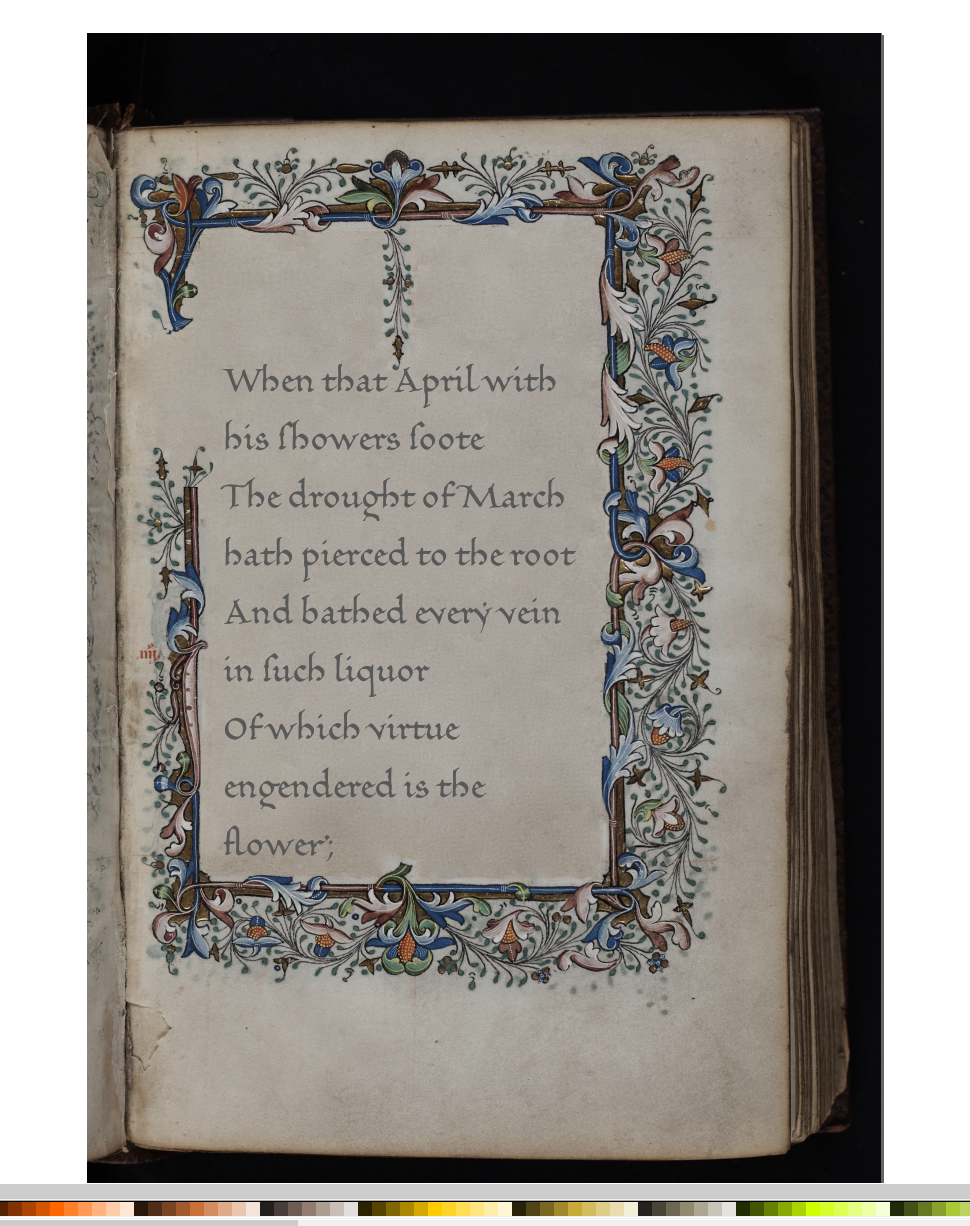 When that April with
his ſhowers ſoote
The drought of March
hath pierced to the root
And bathed every vein
in ſuch liquor
Of which virtue
engendered is the
flower;